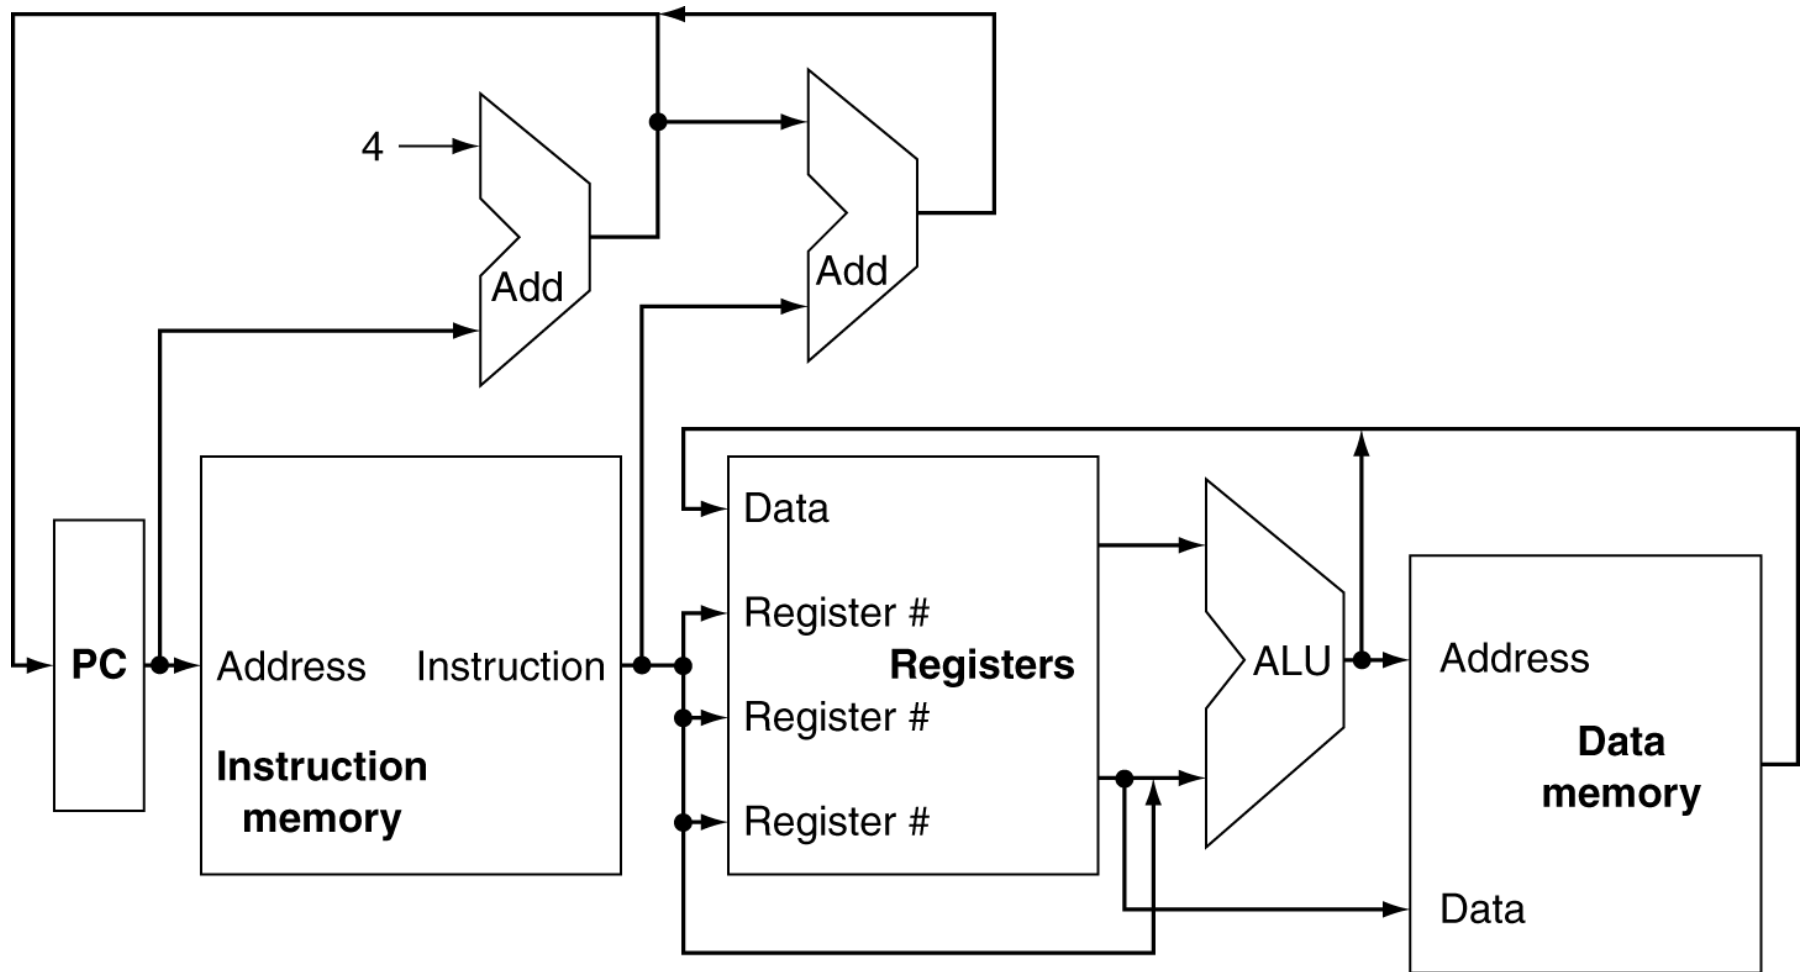 4
Add
Add
Data
Register #
PC
Address
Instruction
Registers
ALU
Address
Register #
Instruction
memory
Data
memory
Register #
Data